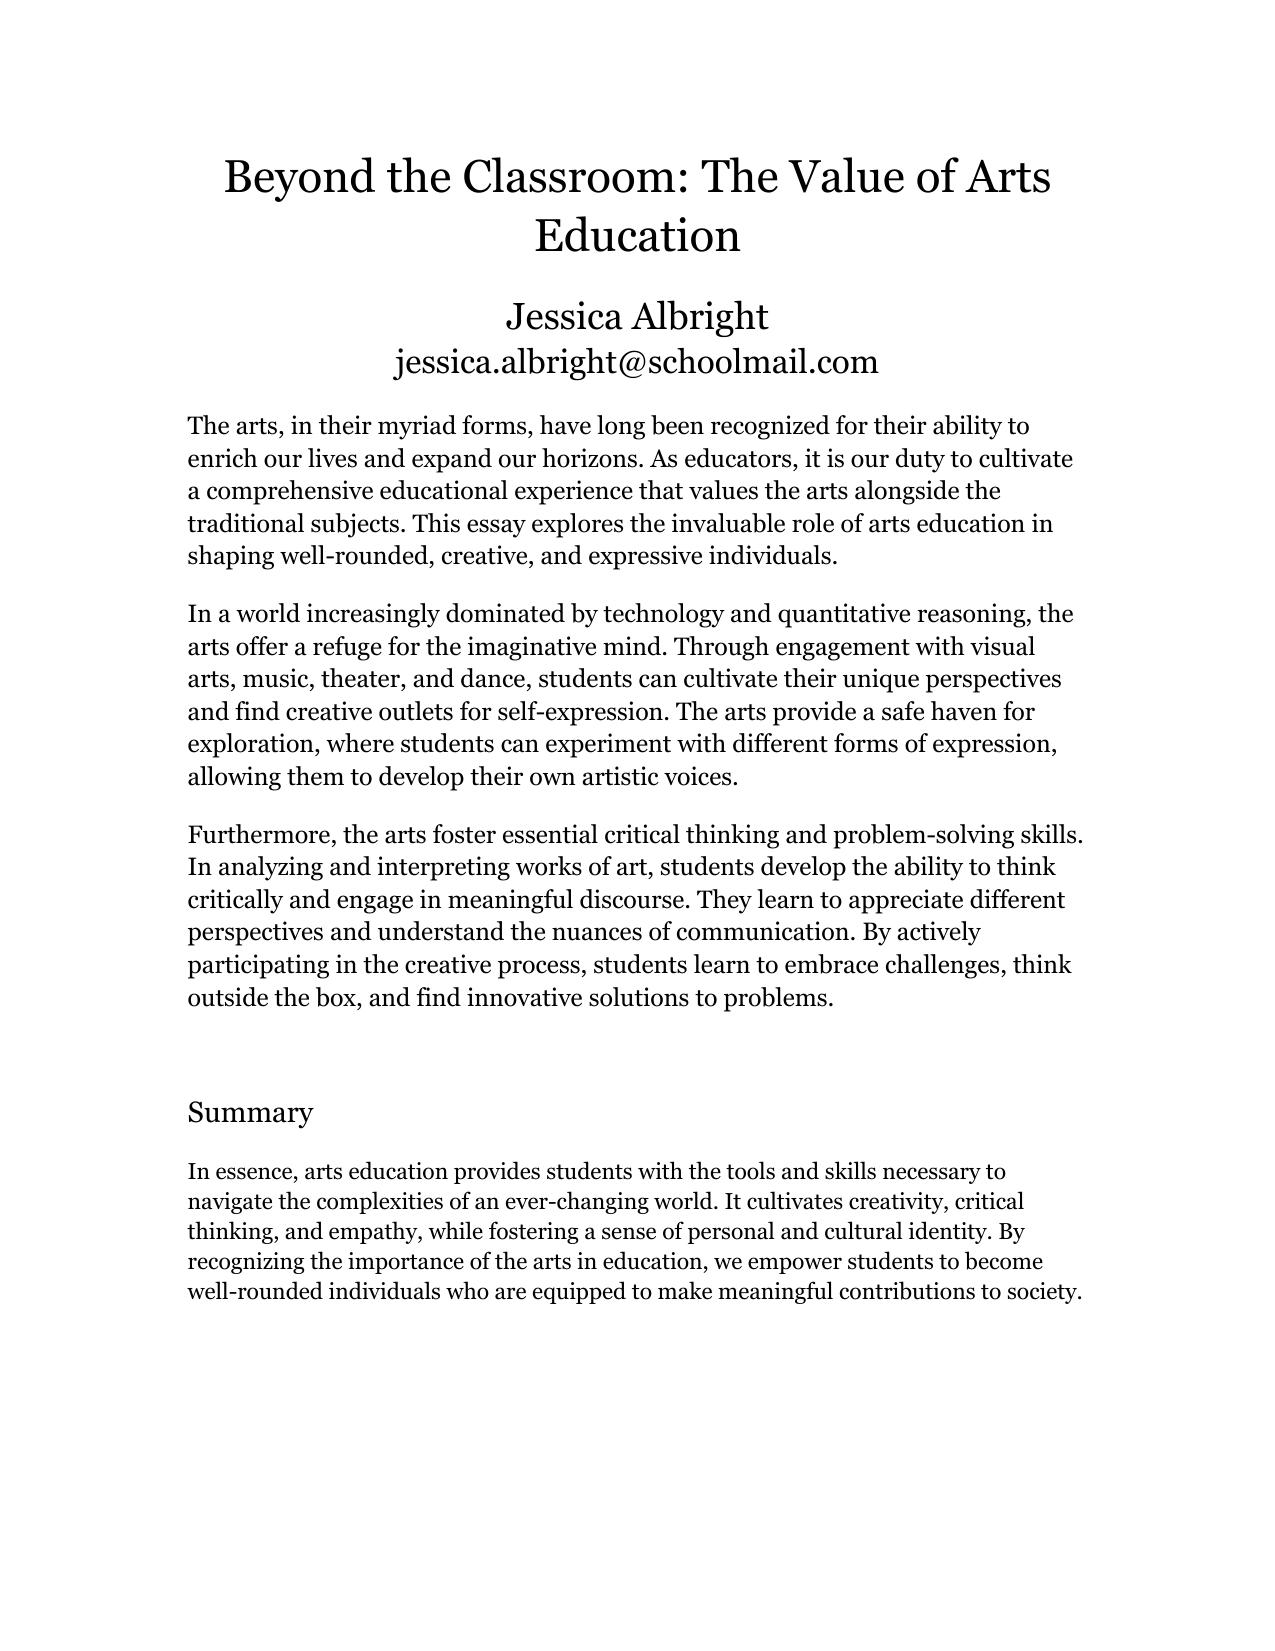 Beyond the Classroom: The Value of Arts
Education
Jessica Albright
jessica.albright@schoolmail.com
The arts, in their myriad forms, have long been recognized for their ability to
enrich our lives and expand our horizons. As educators, it is our duty to cultivate
a comprehensive educational experience that values the arts alongside the
traditional subjects. This essay explores the invaluable role of arts education in
shaping well-rounded, creative, and expressive individuals.
In a world increasingly dominated by technology and quantitative reasoning, the
arts offer a refuge for the imaginative mind. Through engagement with visual
arts, music, theater, and dance, students can cultivate their unique perspectives
and find creative outlets for self-expression. The arts provide a safe haven for
exploration, where students can experiment with different forms of expression,
allowing them to develop their own artistic voices.
Furthermore, the arts foster essential critical thinking and problem-solving skills.
In analyzing and interpreting works of art, students develop the ability to think
critically and engage in meaningful discourse. They learn to appreciate different
perspectives and understand the nuances of communication. By actively
participating in the creative process, students learn to embrace challenges, think
outside the box, and find innovative solutions to problems.
Summary
In essence, arts education provides students with the tools and skills necessary to
navigate the complexities of an ever-changing world. It cultivates creativity, critical
thinking, and empathy, while fostering a sense of personal and cultural identity. By
recognizing the importance of the arts in education, we empower students to become
well-rounded individuals who are equipped to make meaningful contributions to society.